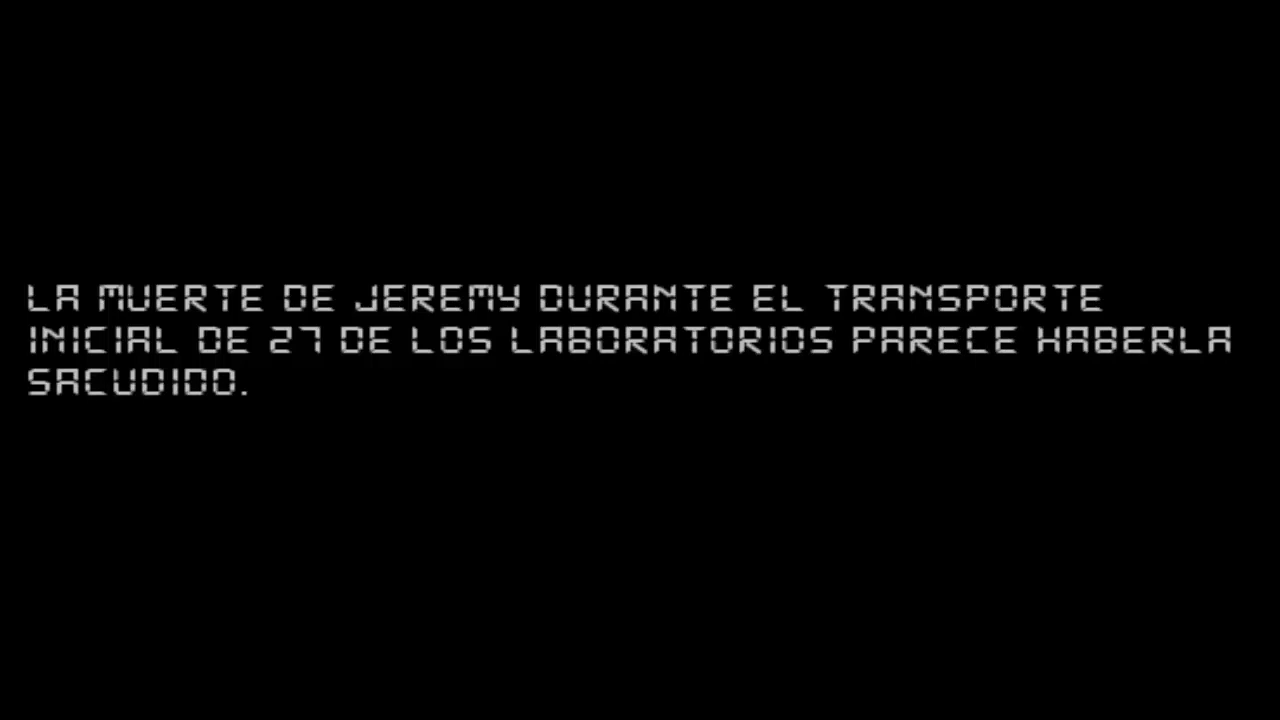 LA MUERTE DE JEREMY DURANTE EL TRANSPORTE
INICIAL DE 27 DE LOS LABORATORIOS PARECE HABERLA
SACUDIDO.